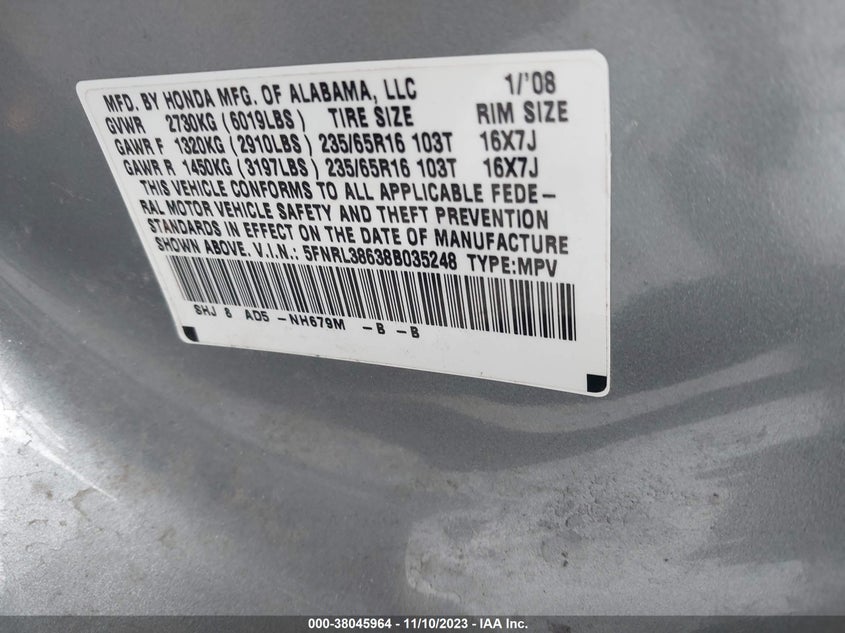 MFD. BY HONDA MFG. OF ALABAMA, LLC 1/'08
GVWR 2730KG (6019LBS) TIRE SIZE RIM SIZE
GAWR F 1320KG (2910LBS) 235/65R16 103T 16X7J
GAWR R 1450KG (3197LBS) 235/65R16 103T 16X7J
THIS VEHICLE CONFORMS TO ALL APPLICABLE FEDE-
RAL MOTOR VEHICLE SAFETY AND THEFT PREVENTION
STANDARDS IN EFFECT ON THE DATE OF MANUFACTURE
SHOWN ABOVE. V.I.N.: 5FNRL38638B035248 TYPE:MPV
SHJ 8 AD5 -NH679M -B -B
000-38045964 - 11/10/2023 - IAA Inc.